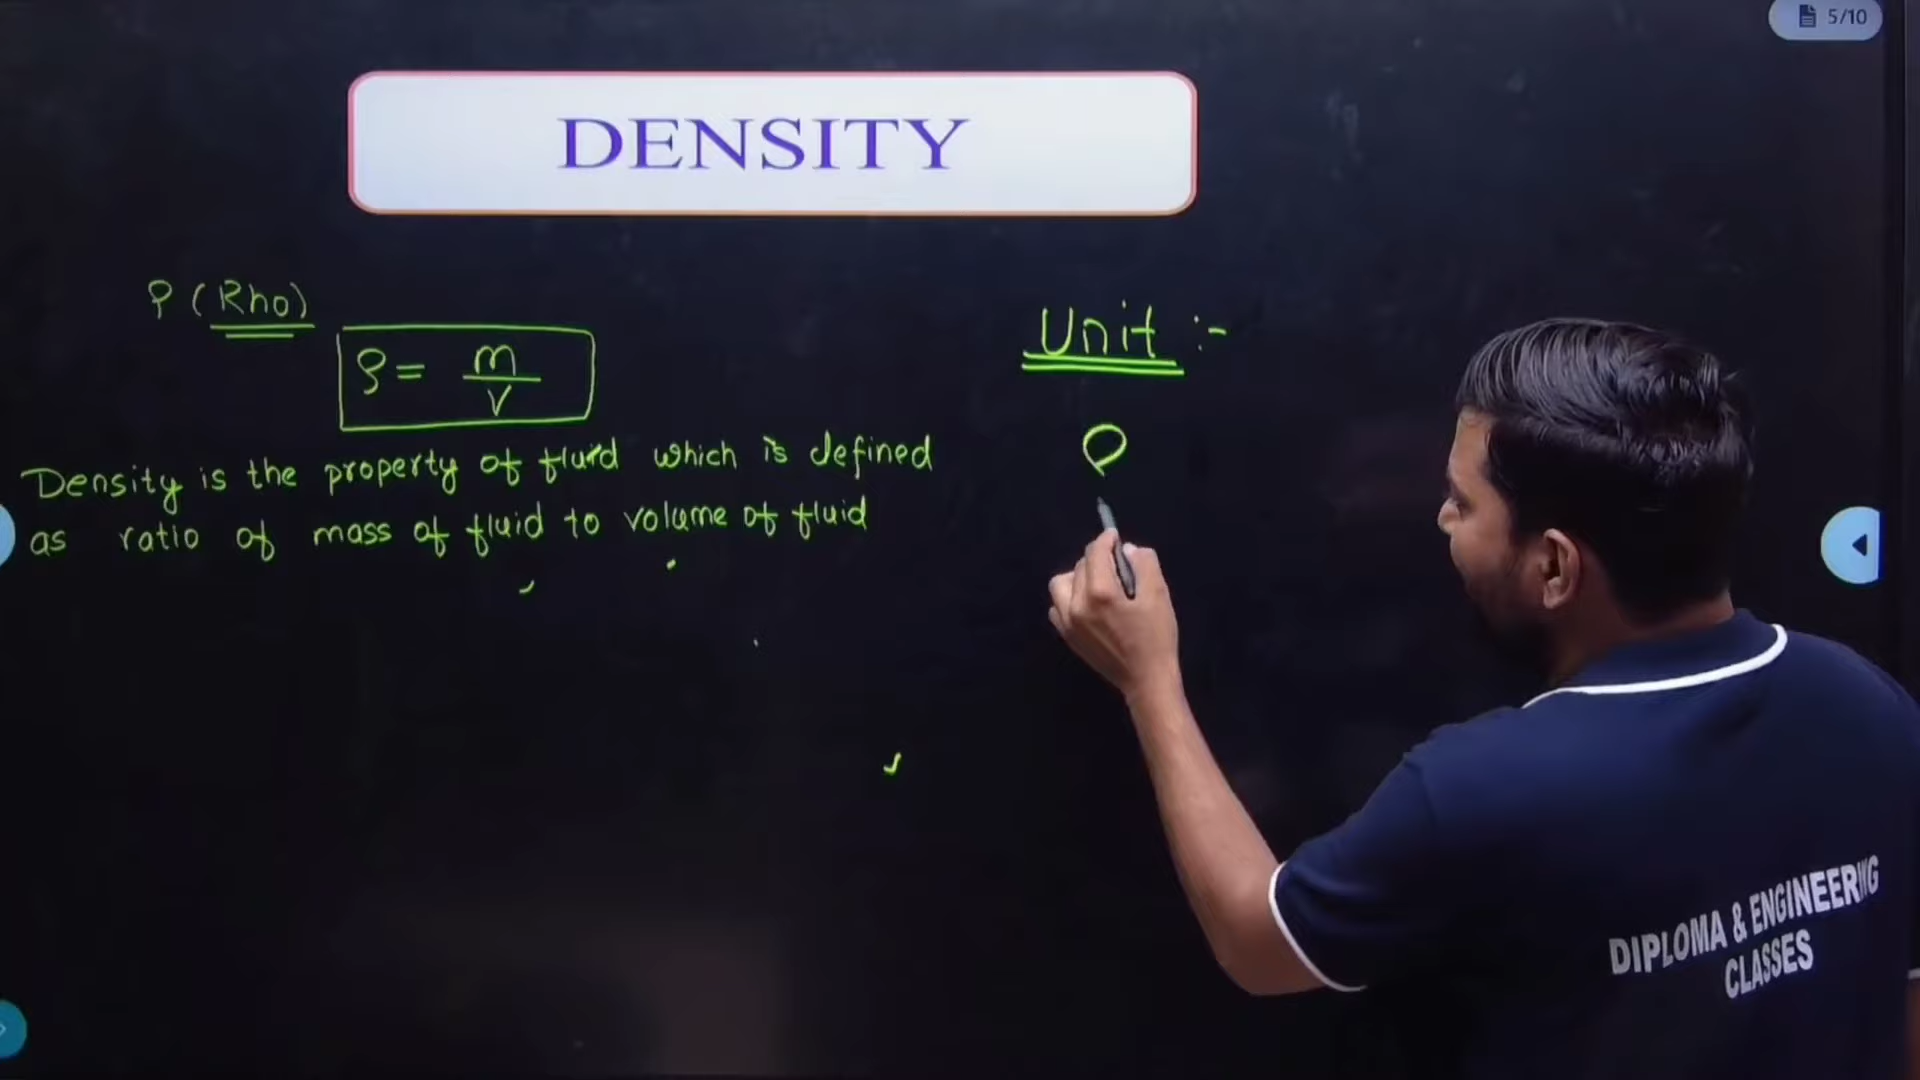 5/10
DENSITY
ρ (Rho)
ρ = m/V
Density is the property of fluid which is defined
as ratio of mass of fluid to volume of fluid
Unit :-
ρ
DIPLOMA & ENGINEERING
CLASSES